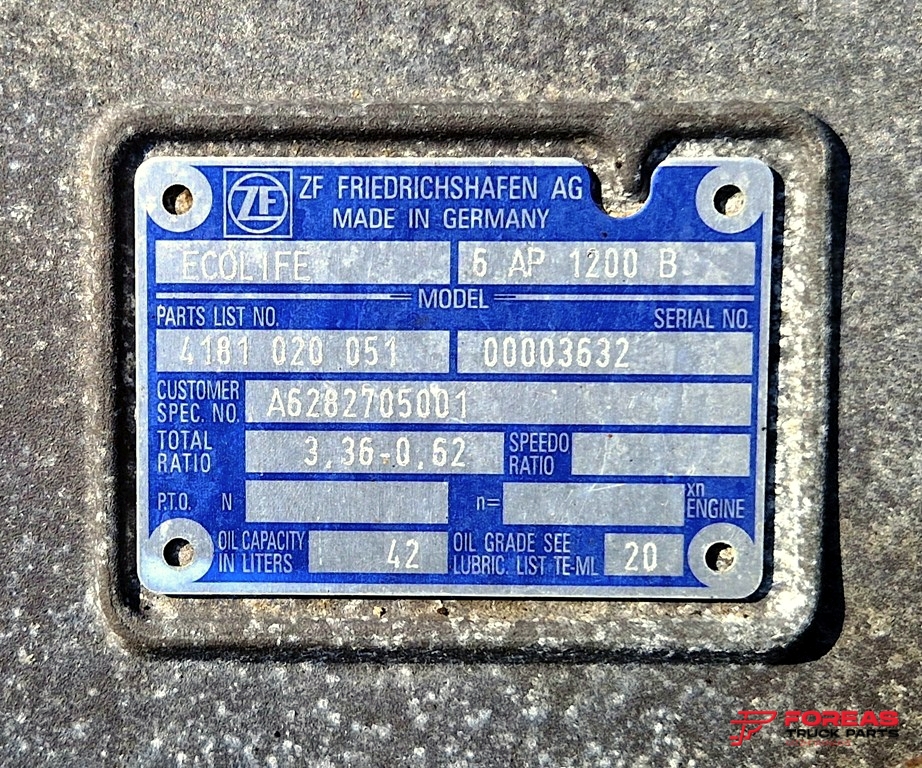 ZF
ZF FRIEDRICHSHAFEN AG
MADE IN GERMANY
ECOLIFE 6 AP 1200 B
MODEL
PARTS LIST NO. SERIAL NO.
4181 020 051 00003632
CUSTOMER
SPEC. NO. A6282705001
TOTAL
RATIO 3,36-0,62 SPEEDO
RATIO
P.T.O. N n= xn
ENGINE
OIL CAPACITY
IN LITERS 42 OIL GRADE SEE
LUBRIC. LIST TE-ML 20
FOREAS
TRUCK PARTS